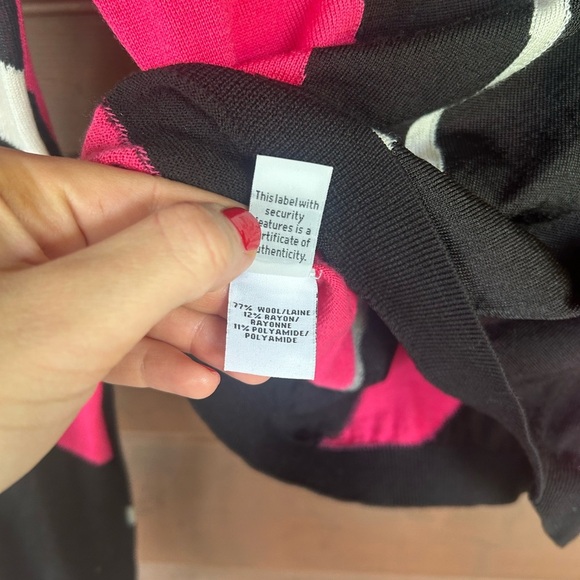 This label with
security
features is a
certificate of
authenticity.
77% WOOL/LAINE
12% RAYON/
RAYONNE
11% POLYAMIDE/
POLYAMIDE